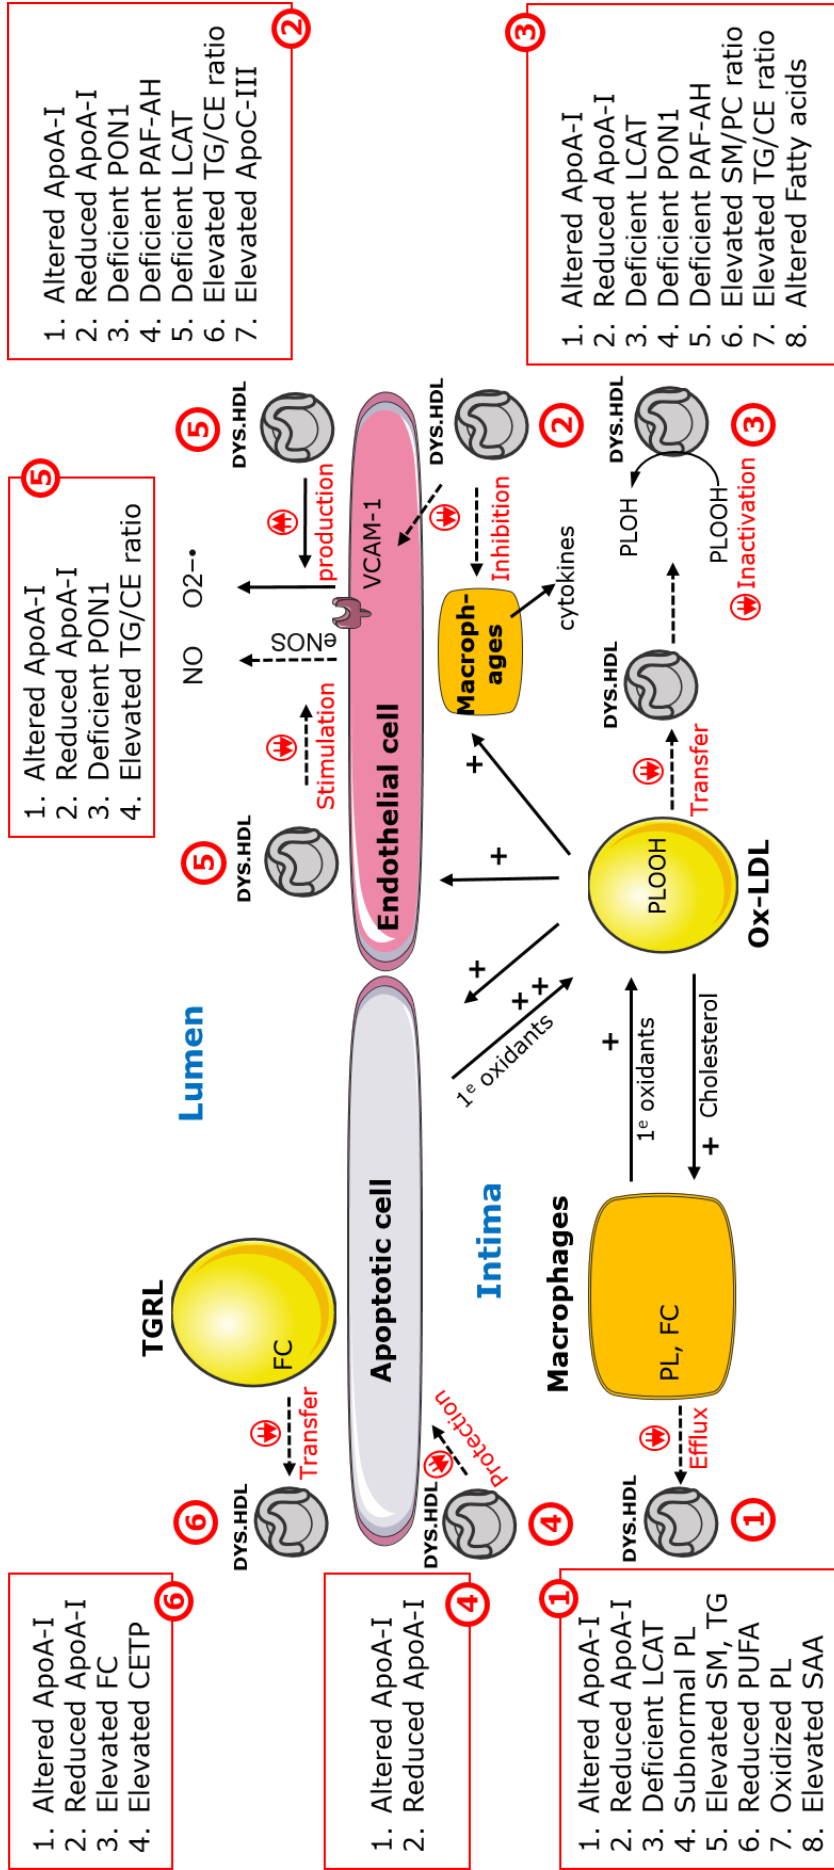 1. Altered ApoA-I
2. Reduced ApoA-I
3. Elevated FC
4. Elevated CETP
6
6
DYS.HDL
Transfer
TGRL
FC
Lumen
5
DYS.HDL
Stimulation
NO
eNOS
O2–•
production
5
1. Altered ApoA-I
2. Reduced ApoA-I
3. Deficient PON1
4. Elevated TG/CE ratio
5
DYS.HDL
1. Altered ApoA-I
2. Reduced ApoA-I
3. Deficient PON1
4. Deficient PAF-AH
5. Deficient LCAT
6. Elevated TG/CE ratio
7. Elevated ApoC-III
2
1. Altered ApoA-I
2. Reduced ApoA-I
4
DYS.HDL
4
Protection
Apoptotic cell
Endothelial cell
VCAM-1
Intima
1e oxidants
+ +
+
+
+
Macroph-
ages
cytokines
Inhibition
DYS.HDL
2
1
1. Altered ApoA-I
2. Reduced ApoA-I
3. Deficient LCAT
4. Subnormal PL
5. Elevated SM, TG
6. Reduced PUFA
7. Oxidized PL
8. Elevated SAA
DYS.HDL
1
Efflux
Macrophages
PL, FC
+
1e oxidants
+ Cholesterol
PLOOH
Ox-LDL
Transfer
DYS.HDL
PLOH
PLOOH
Inactivation
DYS.HDL
3
3
1. Altered ApoA-I
2. Reduced ApoA-I
3. Deficient LCAT
4. Deficient PON1
5. Deficient PAF-AH
6. Elevated SM/PC ratio
7. Elevated TG/CE ratio
8. Altered Fatty acids